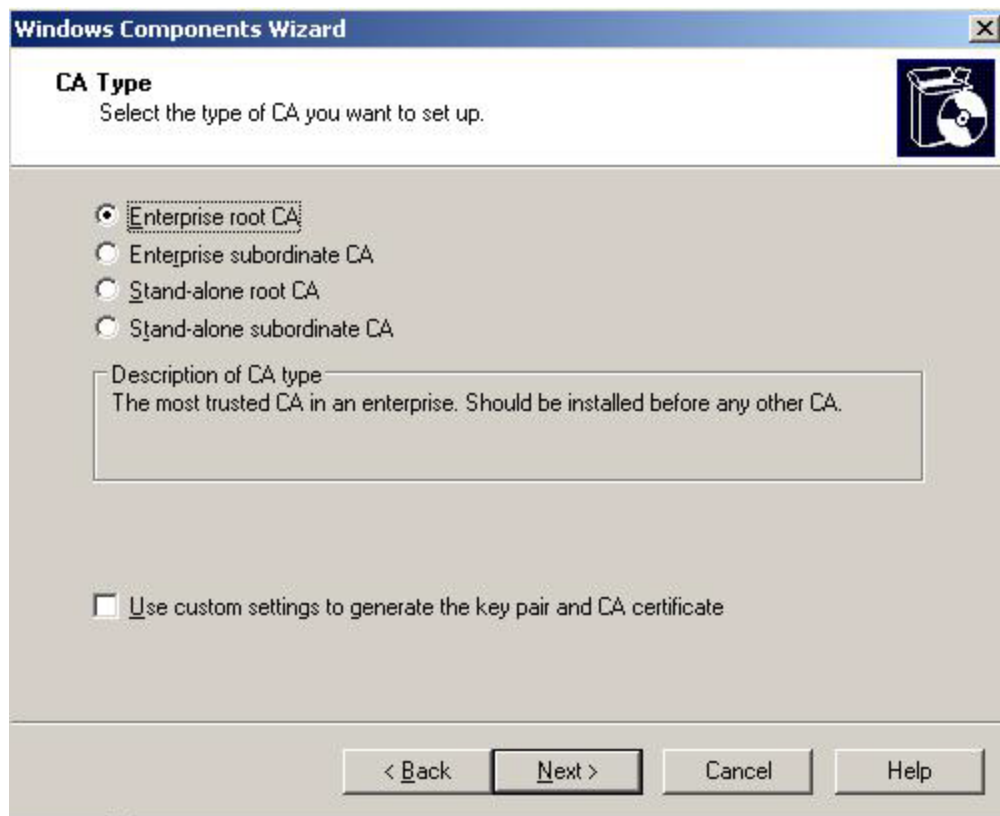 Windows Components Wizard
CA Type
Select the type of CA you want to set up.
Enterprise root CA
Enterprise subordinate CA
Stand-alone root CA
Stand-alone subordinate CA
Description of CA type
The most trusted CA in an enterprise. Should be installed before any other CA.
Use custom settings to generate the key pair and CA certificate
< Back Next > Cancel Help